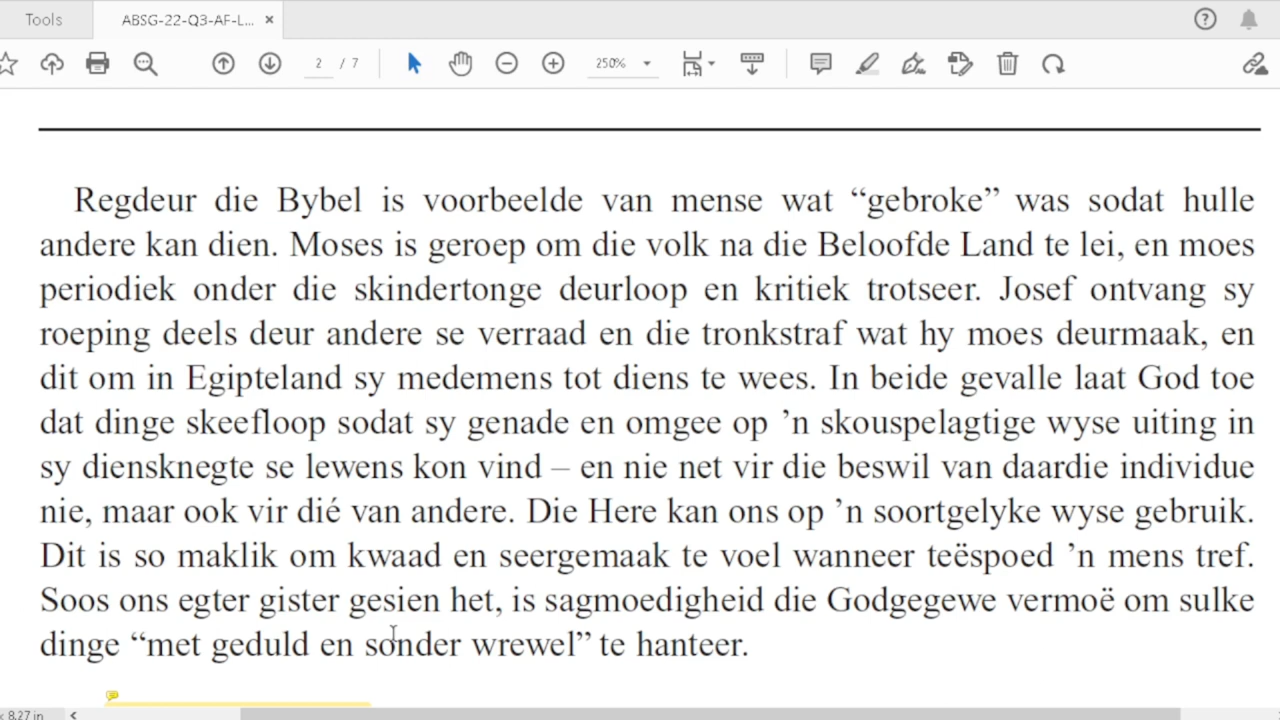 Tools ABSG-22-Q3-AF-L... ×
2 / 7 250%
Regdeur die Bybel is voorbeelde van mense wat “gebroke” was sodat hulle
andere kan dien. Moses is geroep om die volk na die Beloofde Land te lei, en moes
periodiek onder die skindertonge deurloop en kritiek trotseer. Josef ontvang sy
roeping deels deur andere se verraad en die tronkstraf wat hy moes deurmaak, en
dit om in Egipteland sy medemens tot diens te wees. In beide gevalle laat God toe
dat dinge skeefloop sodat sy genade en omgee op ’n skouspelagtige wyse uiting in
sy diensknegte se lewens kon vind – en nie net vir die beswil van daardie individue
nie, maar ook vir dié van andere. Die Here kan ons op ’n soortgelyke wyse gebruik.
Dit is so maklik om kwaad en seergemaak te voel wanneer teëspoed ’n mens tref.
Soos ons egter gister gesien het, is sagmoedigheid die Godgegewe vermoë om sulke
dinge “met geduld en sonder wrewel” te hanteer.
8,27 in